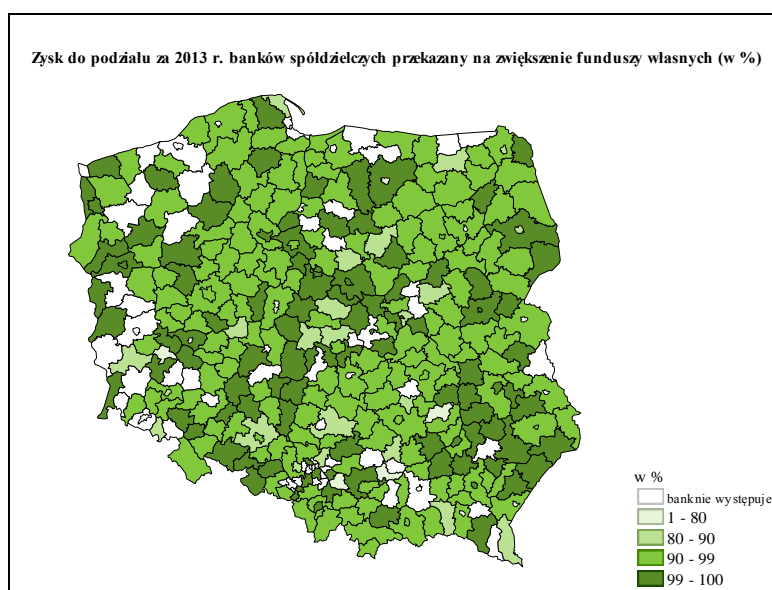 Zysk do podziału za 2013 r. banków spółdzielczych przekazany na zwiększenie funduszy własnych (w %)
w %
bank nie występuje
1 - 80
80 - 90
90 - 99
99 - 100